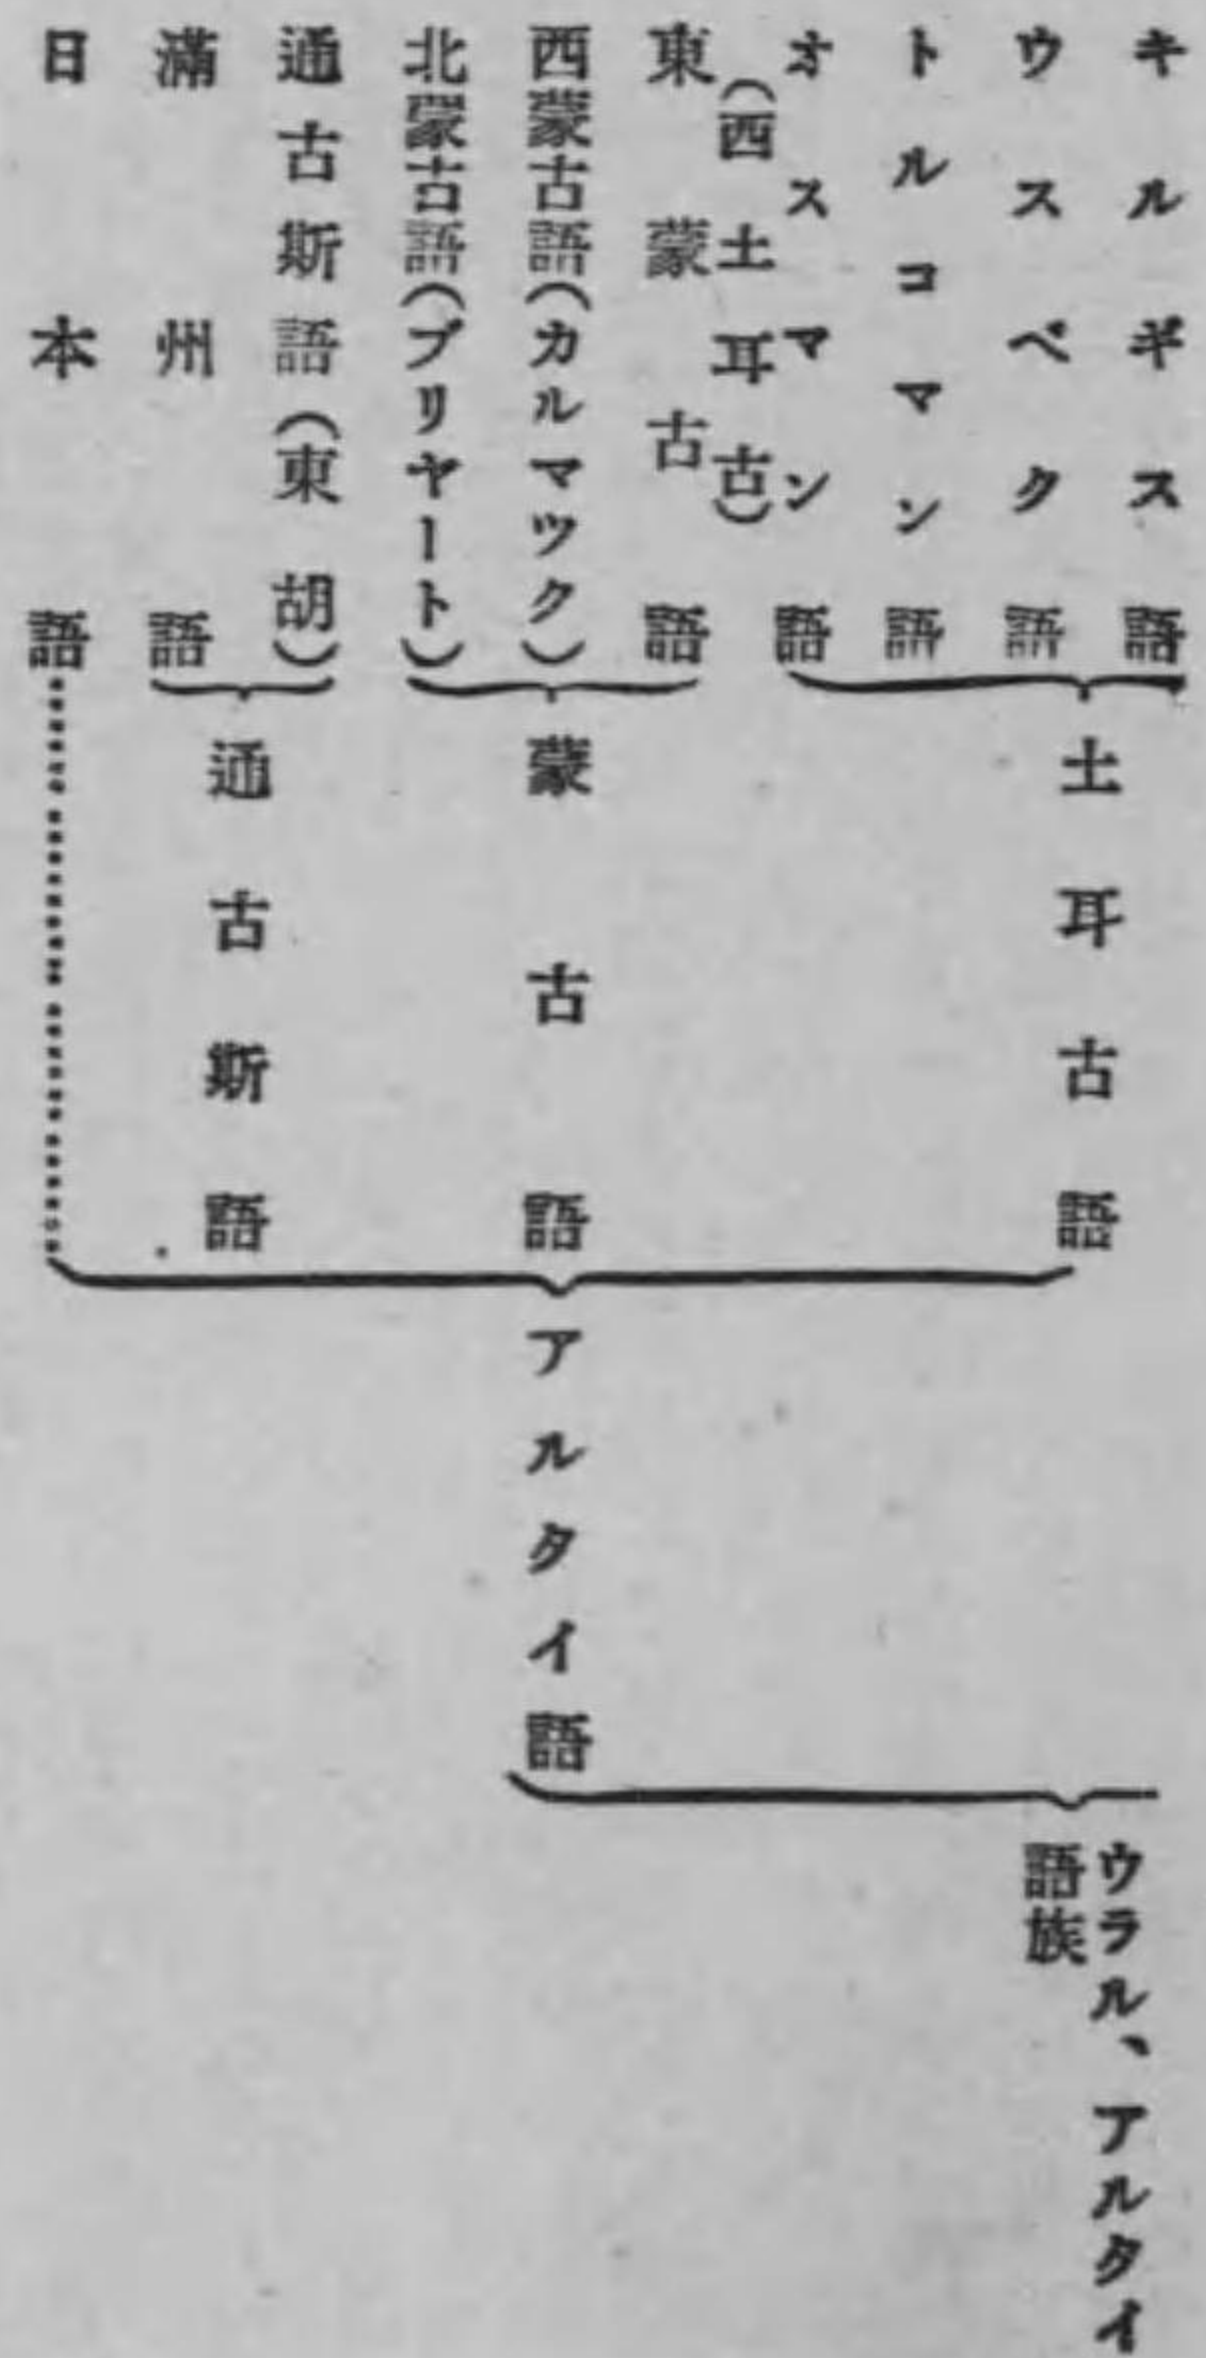 キルギス語
ウスベク語
トルコマン語
オスマン語
(西土耳古)
東蒙古語
西蒙古語(カルマツク)
北蒙古語(ブリヤート)
通古斯語(東胡)
滿州語
日本語
土耳古語
蒙古語
通古斯語
アルタイ語
ウラル、アルタイ
語族